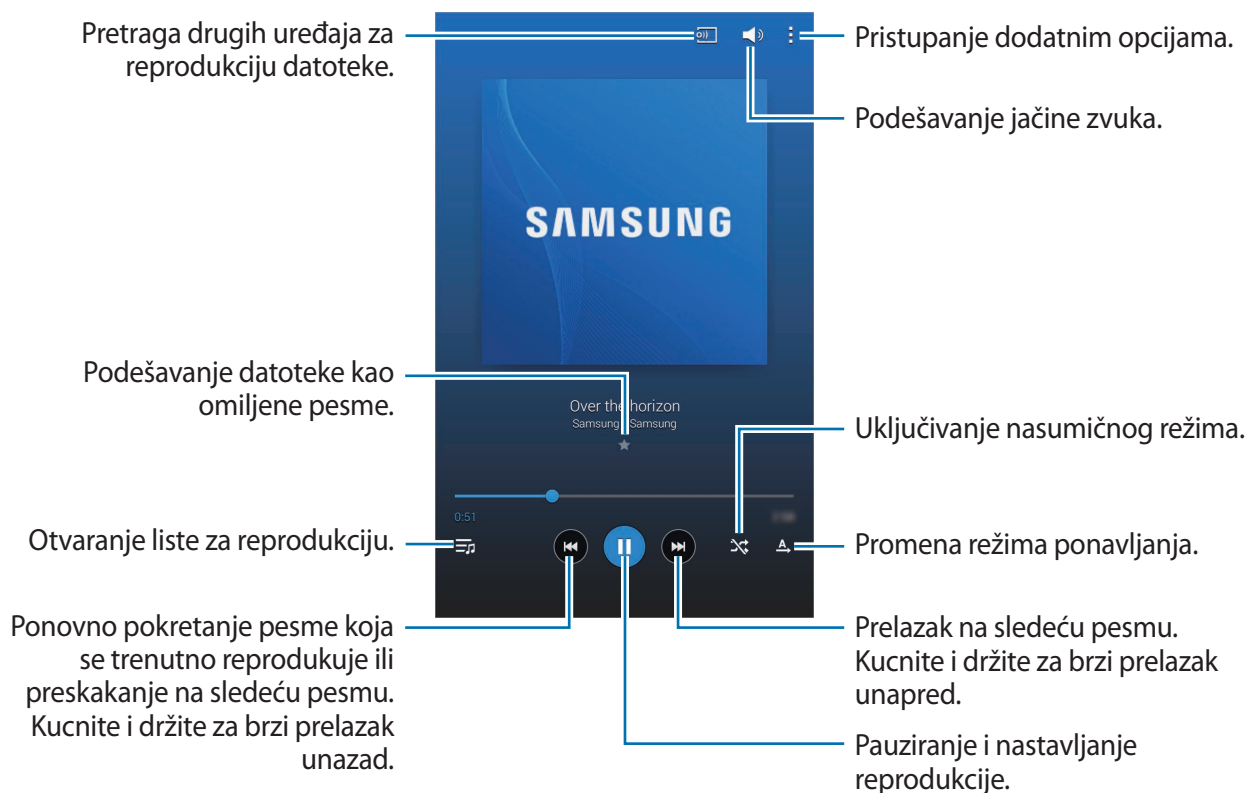 Pretraga drugih uređaja za
reprodukciju datoteke.
Pristupanje dodatnim opcijama.
Podešavanje jačine zvuka.
SAMSUNG
Podešavanje datoteke kao
omiljene pesme.
Over the horizon
Samsung Samsung
Uključivanje nasumičnog režima.
0:51
Otvaranje liste za reprodukciju.
A
Promena režima ponavljanja.
Ponovno pokretanje pesme koja
se trenutno reprodukuje ili
preskakanje na sledeću pesmu.
Kucnite i držite za brzi prelazak
unazad.
Prelazak na sledeću pesmu.
Kucnite i držite za brzi prelazak
unapred.
Pauziranje i nastavljanje
reprodukcije.